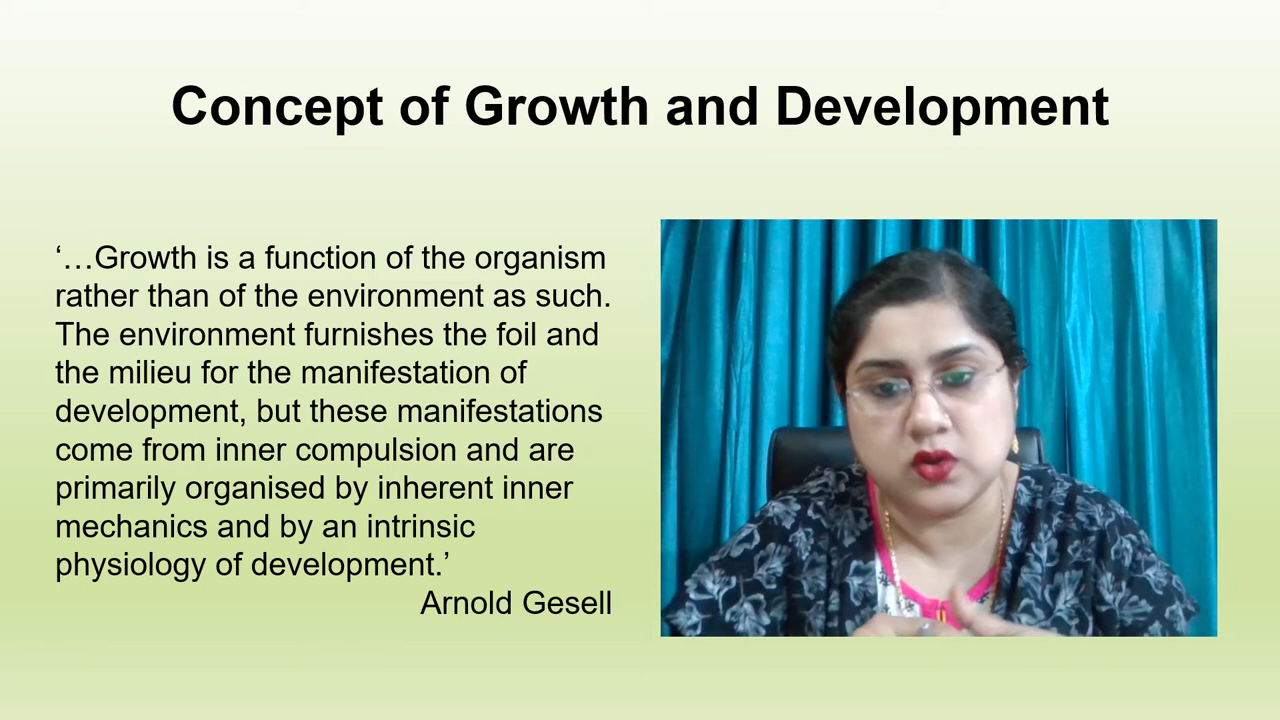 Concept of Growth and Development
‘…Growth is a function of the organism
rather than of the environment as such.
The environment furnishes the foil and
the milieu for the manifestation of
development, but these manifestations
come from inner compulsion and are
primarily organised by inherent inner
mechanics and by an intrinsic
physiology of development.’
Arnold Gesell